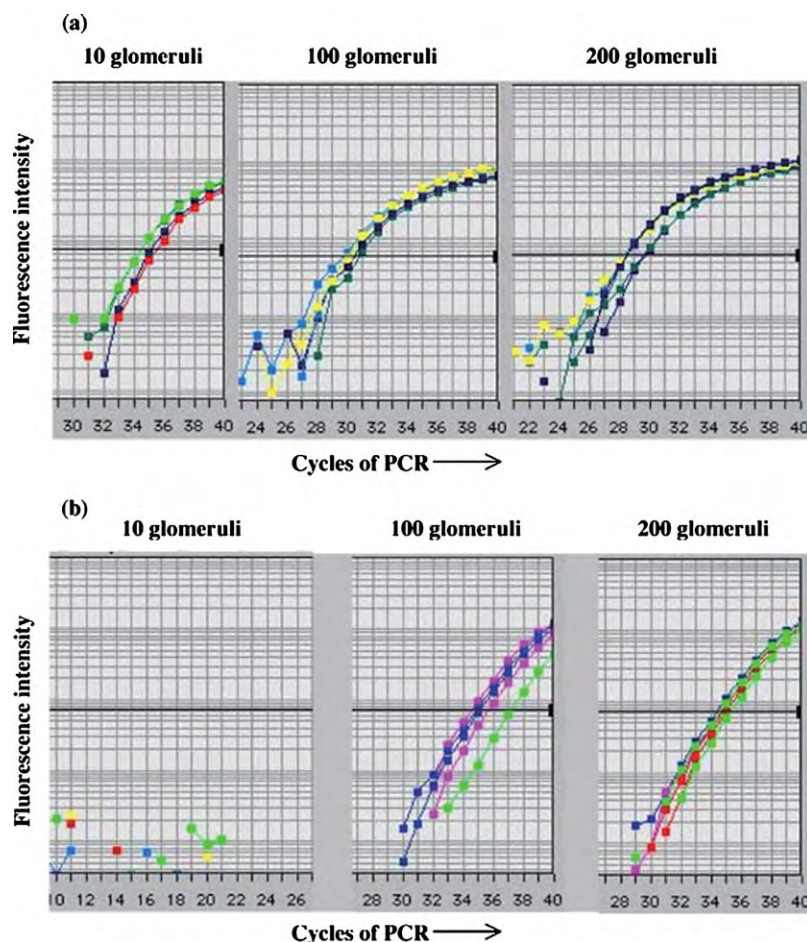 (a)
10 glomeruli 100 glomeruli 200 glomeruli
Fluorescence intensity
30 32 34 36 38 40 24 26 28 30 32 34 36 38 40 22 24 26 28 30 32 34 36 38 40
Cycles of PCR
(b)
10 glomeruli 100 glomeruli 200 glomeruli
Fluorescence intensity
10 12 14 16 18 20 22 24 26 28 30 32 34 36 38 40 28 30 32 34 36 38 40
Cycles of PCR